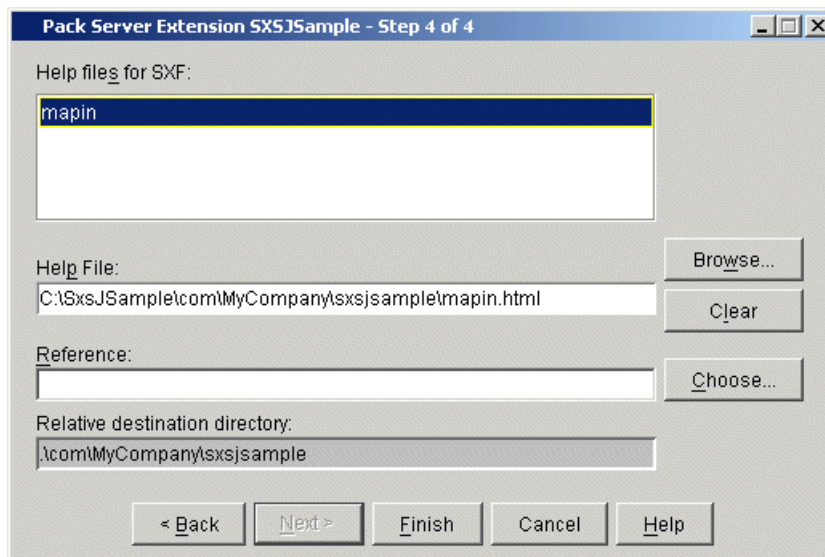 Pack Server Extension SXSJSample - Step 4 of 4
Help files for SXF:
mapin
Help File:
Browse...
C:\SxsJSample\com\MyCompany\sxsjsample\mapin.html
Clear
Reference:
Choose...
Relative destination directory:
.\com\MyCompany\sxsjsample
< Back
Next >
Finish
Cancel
Help